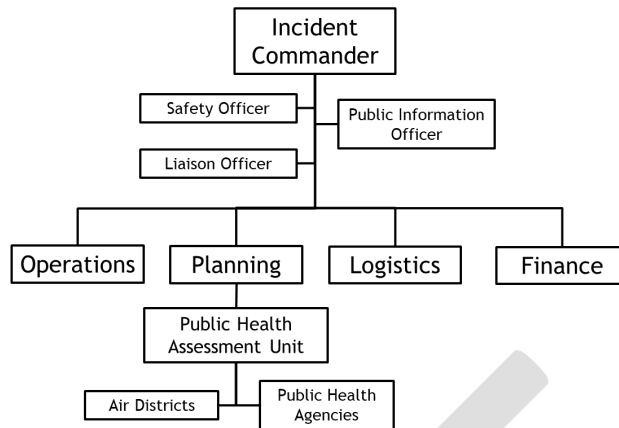 Incident
Commander
Safety Officer
Public Information
Officer
Liaison Officer
Operations
Planning
Logistics
Finance
Public Health
Assessment Unit
Air Districts
Public Health
Agencies